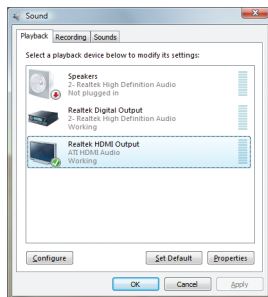 Sound
Playback Recording Sounds
Select a playback device below to modify its settings:
Speakers
2- Realtek High Definition Audio
Not plugged in
Realtek Digital Output
2- Realtek High Definition Audio
Working
Realtek HDMI Output
ATI HDMI Audio
Working
Configure Set Default Properties
OK Cancel Apply